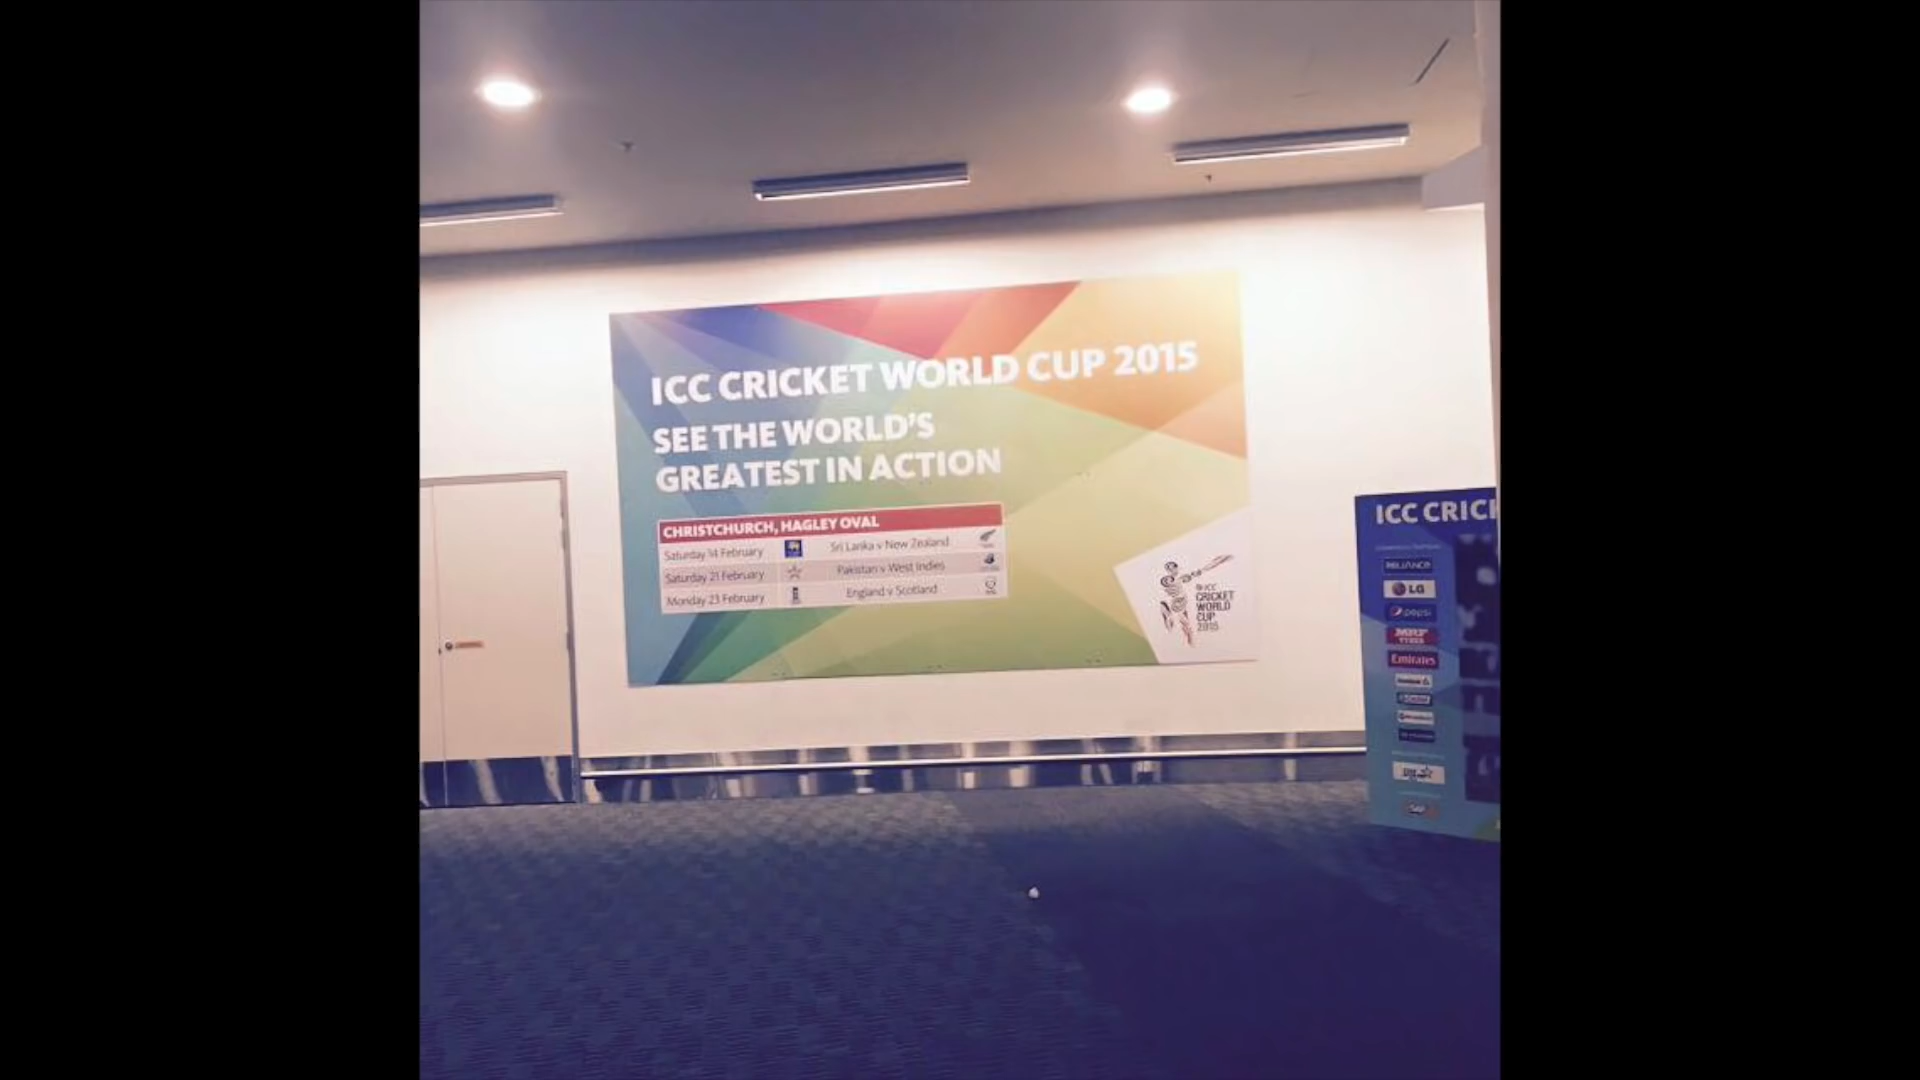 ICC CRICKET WORLD CUP 2015
SEE THE WORLD'S
GREATEST IN ACTION
CHRISTCHURCH, HAGLEY OVAL
Saturday 14 February Sri Lanka v New Zealand
Saturday 21 February Pakistan v West Indies
Monday 23 February England v Scotland
ICC
CRICKET
WORLD
CUP
2015
ICC CRICK
RELIANCE
LG
pepsi
MRF
TYRES
Emirates